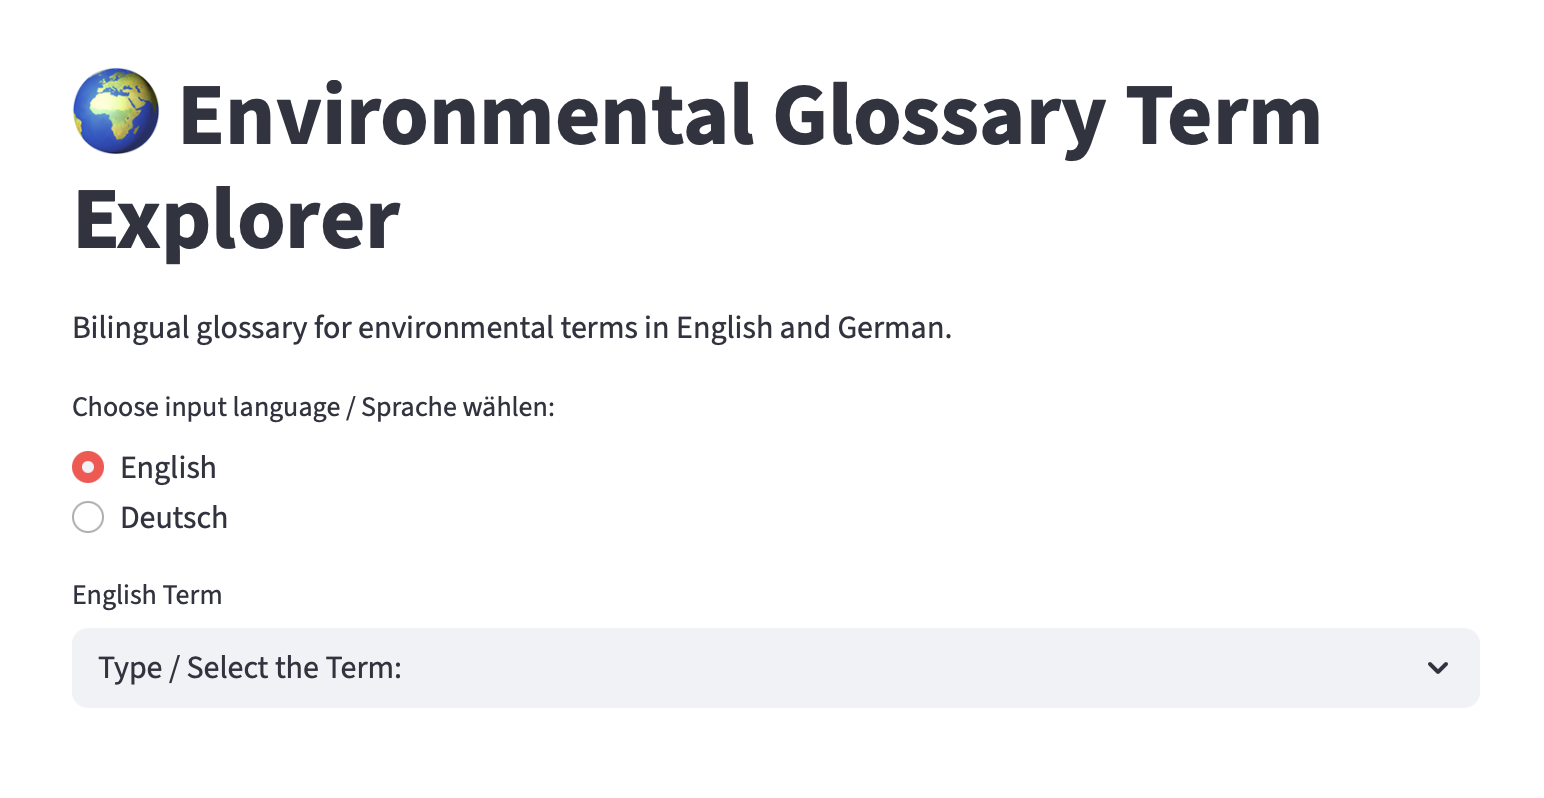 Environmental Glossary Term
Explorer
Bilingual glossary for environmental terms in English and German.
Choose input language / Sprache wählen:
English
Deutsch
English Term
Type / Select the Term: